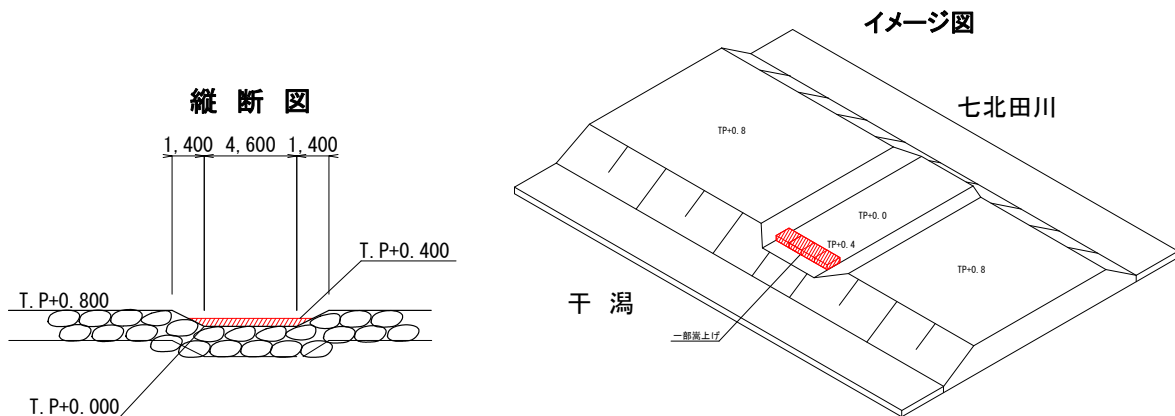 縦 断 図
1,400 4,600 1,400
T.P+0.400
T.P+0.800
T.P+0.000
イメージ図
七北田川
TP+0.8
TP+0.0
TP+0.4
TP+0.8
干 潟
一部嵩上げ